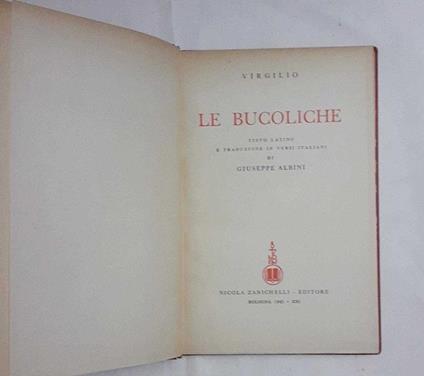 VIRGILIO
LE BUCOLICHE
TESTO LATINO
E TRADUZIONE IN VERSI ITALIANI
DI
GIUSEPPE ALBINI
NICOLA ZANICHELLI - EDITORE
BOLOGNA